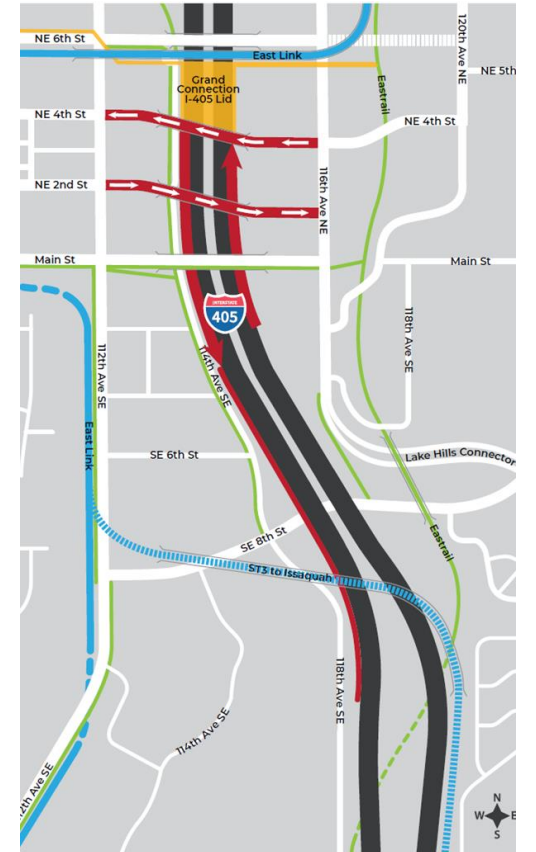 120th Ave NE
NE 6th St
East Link
NE 5th
Grand
Connection
I-405 Lid
Eastrail
NE 4th St
NE 4th St
116th Ave NE
NE 2nd St
Main St
Main St
INTERSTATE
405
118th Ave SE
112th Ave SE
114th Ave SE
East Link
SE 6th St
Lake Hills Connector
Eastrail
SE 8th St
ST3 to Issaquah
118th Ave SE
114th Ave SE
12th Ave SE
N
W E
S